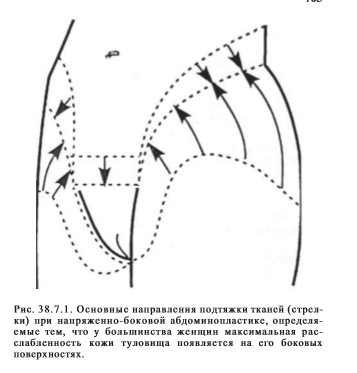 Рис. 38.7.1. Основные направления подтяжки тканей (стрел-
ки) при напряженно-боковой абдоминопластике, определя-
емые тем, что у большинства женщин максимальная рас-
слабленность кожи туловища появляется на его боковых
поверхностях.